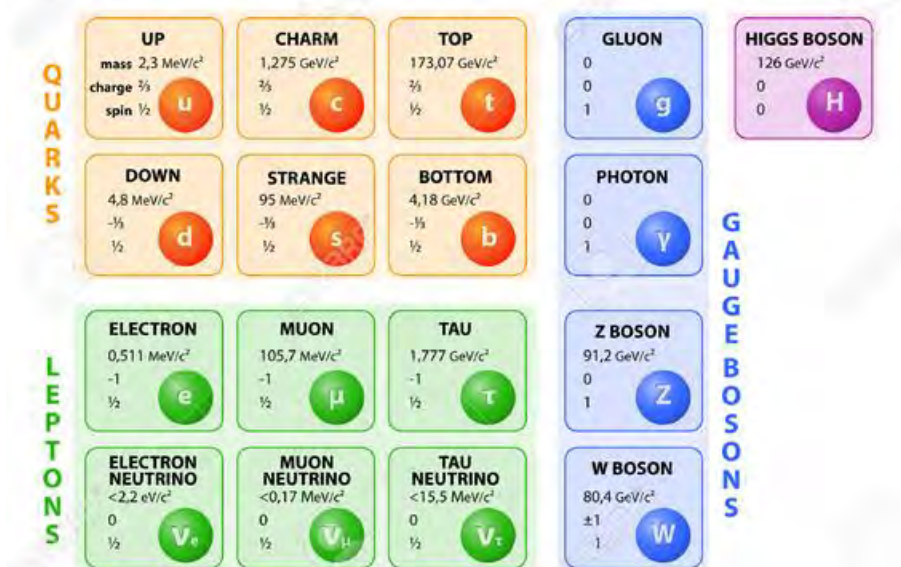 QUARKS
UP
mass 2,3 MeV/c²
charge ⅔
spin ½
u
CHARM
1,275 GeV/c²
⅔
½
c
TOP
173,07 GeV/c²
⅔
½
t
GLUON
0
0
1
g
HIGGS BOSON
126 GeV/c²
0
0
H
DOWN
4,8 MeV/c²
-⅓
½
d
STRANGE
95 MeV/c²
-⅓
½
s
BOTTOM
4,18 GeV/c²
-⅓
½
b
PHOTON
0
0
1
γ
GAUGE BOSONS
LEPTONS
ELECTRON
0,511 MeV/c²
-1
½
e
MUON
105,7 MeV/c²
-1
½
μ
TAU
1,777 GeV/c²
-1
½
τ
Z BOSON
91,2 GeV/c²
0
1
Z
ELECTRON
NEUTRINO
<2,2 eV/c²
0
½
νe
MUON
NEUTRINO
<0,17 MeV/c²
0
½
νμ
TAU
NEUTRINO
<15,5 MeV/c²
0
½
ντ
W BOSON
80,4 GeV/c²
±1
1
W